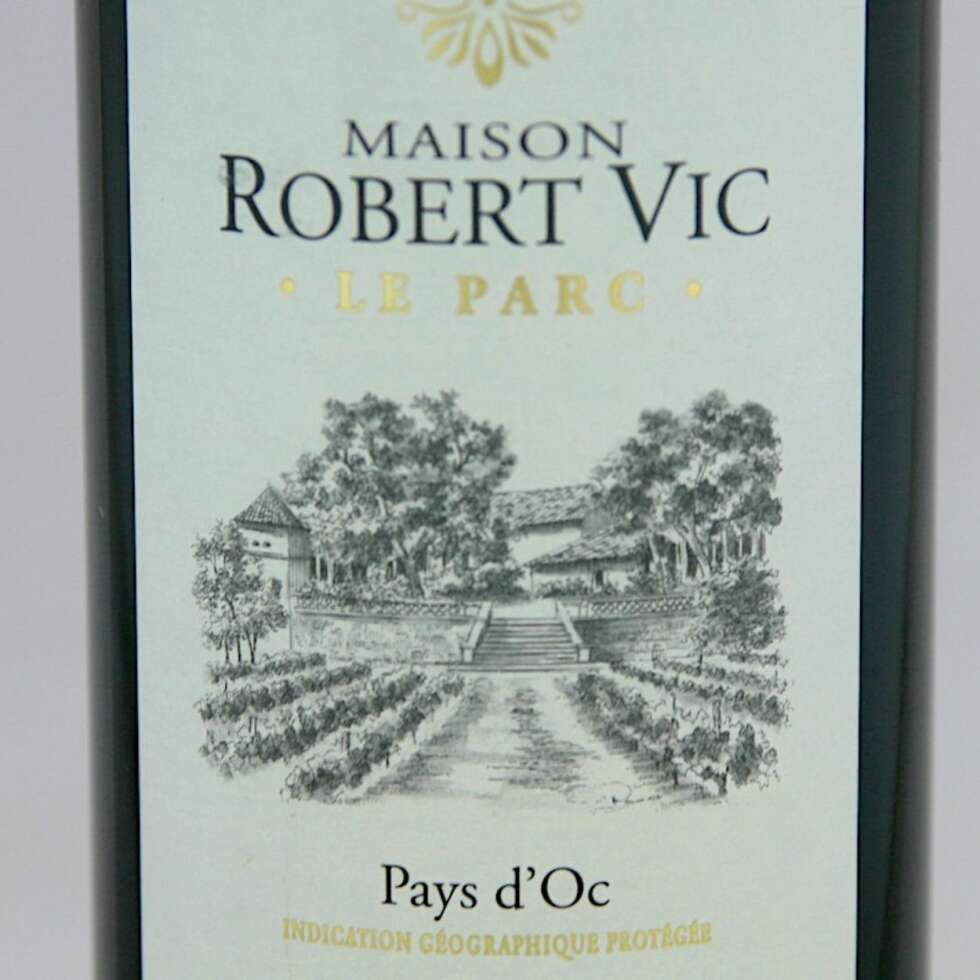 MAISON
ROBERT VIC
• LE PARC •
Pays d'Oc
INDICATION GÉOGRAPHIQUE PROTÉGÉE